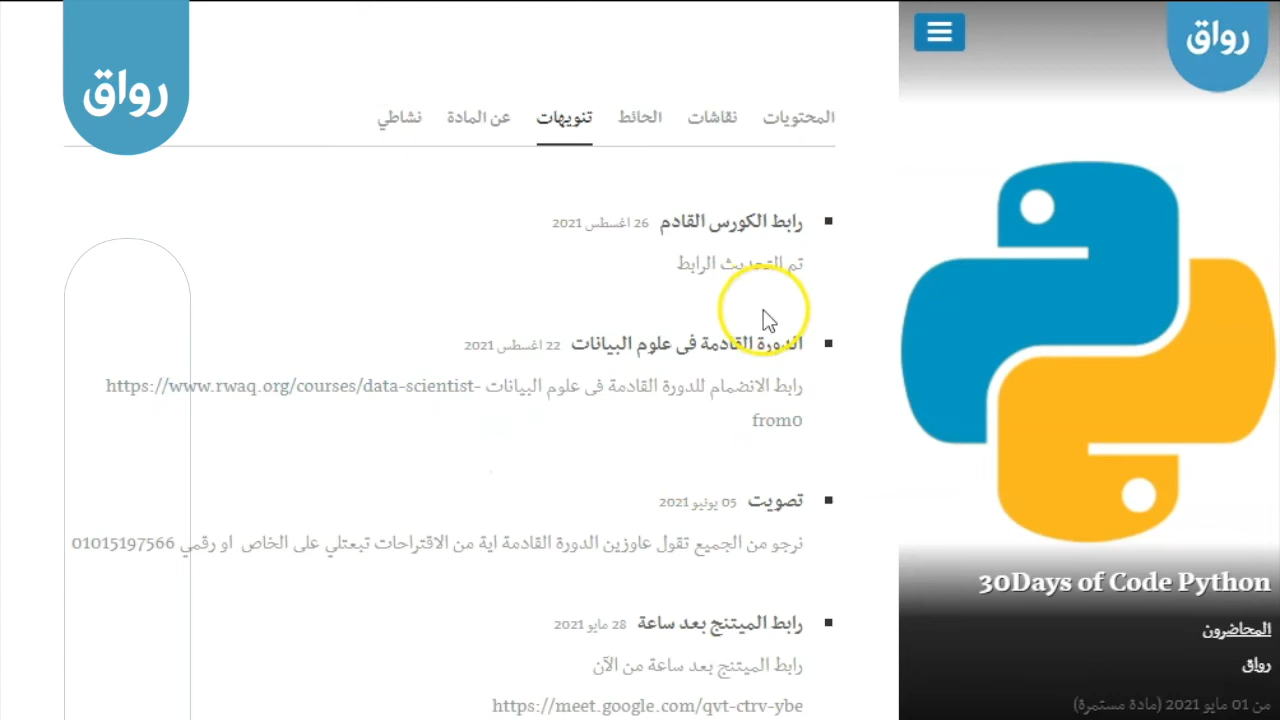 رواق
رواق
المحتويات نقاشات الحائط تنويهات عن المادة نشاطي
رابط الكورس القادم 26 اغسطس 2021
تم التحديث الرابط
الدورة القادمة فى علوم البيانات 22 اغسطس 2021
رابط الانضمام للدورة القادمة فى علوم البيانات https://www.rwaq.org/courses/data-scientist-
from0
تصويت 05 يونيو 2021
نرجو من الجميع تقول عاوزين الدورة القادمة اية من الاقتراحات تبعتلي على الخاص او رقمي 01015197566
رابط الميتنج بعد ساعة 28 مايو 2021
رابط الميتنج بعد ساعة من الآن
https://meet.google.com/qvt-ctrv-ybe
30Days of Code Python
المحاضرون
رواق
من 01 مايو 2021 (مادة مستمرة)